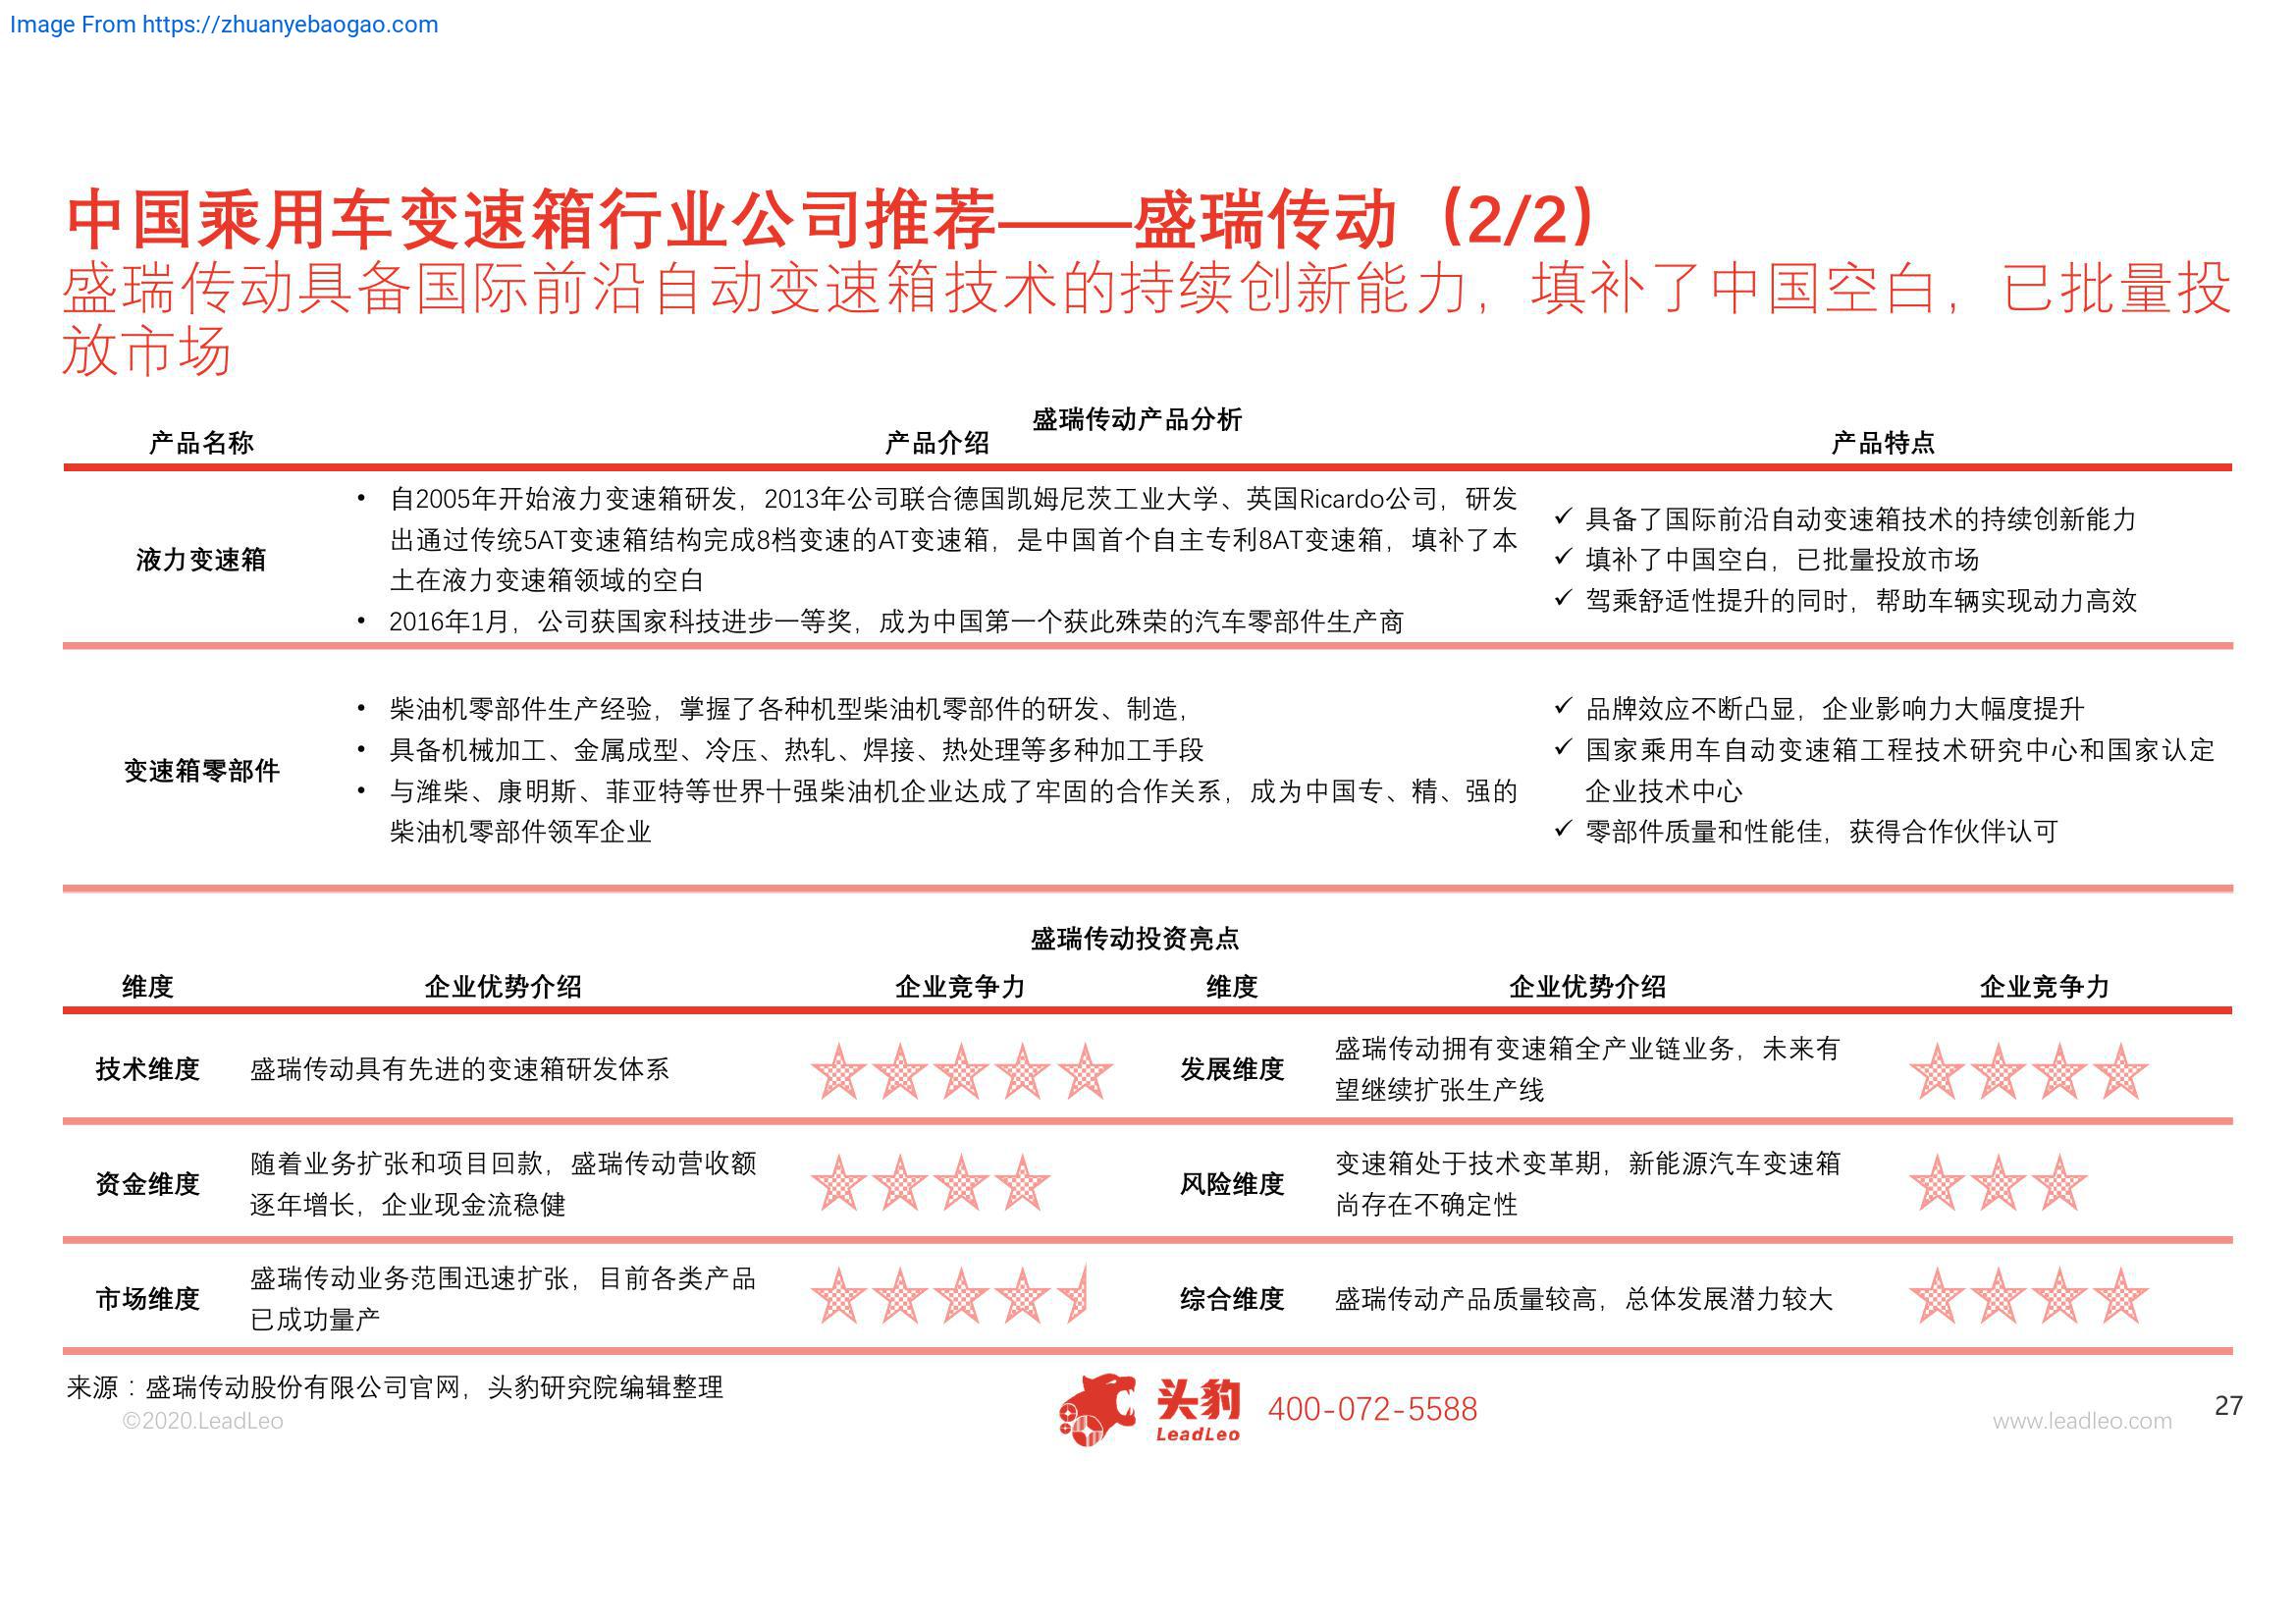 Image From https://zhuanyebaogao.com
中国乘用车变速箱行业公司推荐——盛瑞传动（2/2）
盛瑞传动具备国际前沿自动变速箱技术的持续创新能力，填补了中国空白，已批量投
放市场
盛瑞传动产品分析
产品名称
产品介绍
产品特点
液力变速箱
• 自2005年开始液力变速箱研发，2013年公司联合德国凯姆尼茨工业大学、英国Ricardo公司，研发
出通过传统5AT变速箱结构完成8档变速的AT变速箱，是中国首个自主专利8AT变速箱，填补了本
土在液力变速箱领域的空白
• 2016年1月，公司获国家科技进步一等奖，成为中国第一个获此殊荣的汽车零部件生产商
✓ 具备了国际前沿自动变速箱技术的持续创新能力
✓ 填补了中国空白，已批量投放市场
✓ 驾乘舒适性提升的同时，帮助车辆实现动力高效
变速箱零部件
• 柴油机零部件生产经验，掌握了各种机型柴油机零部件的研发、制造，
• 具备机械加工、金属成型、冷压、热轧、焊接、热处理等多种加工手段
• 与潍柴、康明斯、菲亚特等世界十强柴油机企业达成了牢固的合作关系，成为中国专、精、强的
柴油机零部件领军企业
✓ 品牌效应不断凸显，企业影响力大幅度提升
✓ 国家乘用车自动变速箱工程技术研究中心和国家认定
企业技术中心
✓ 零部件质量和性能佳，获得合作伙伴认可
盛瑞传动投资亮点
维度
企业优势介绍
企业竞争力
维度
企业优势介绍
企业竞争力
技术维度
盛瑞传动具有先进的变速箱研发体系
发展维度
盛瑞传动拥有变速箱全产业链业务，未来有
望继续扩张生产线
资金维度
随着业务扩张和项目回款，盛瑞传动营收额
逐年增长，企业现金流稳健
风险维度
变速箱处于技术变革期，新能源汽车变速箱
尚存在不确定性
市场维度
盛瑞传动业务范围迅速扩张，目前各类产品
已成功量产
综合维度
盛瑞传动产品质量较高，总体发展潜力较大
来源：盛瑞传动股份有限公司官网，头豹研究院编辑整理
©2020.LeadLeo
头豹
LeadLeo
400-072-5588
www.leadleo.com
27